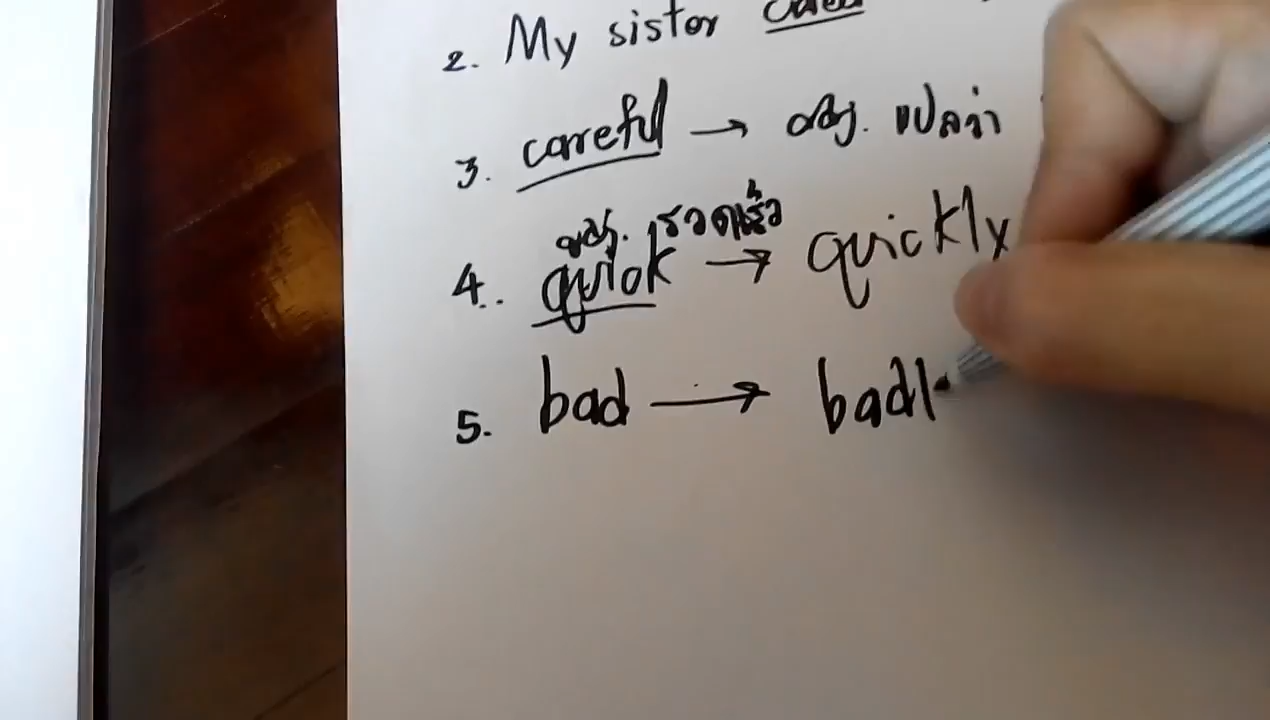 2. My sister
3. careful → adj. แปลว่า
adj. รวดเร็ว
4. quick → quickly
5. bad → badl